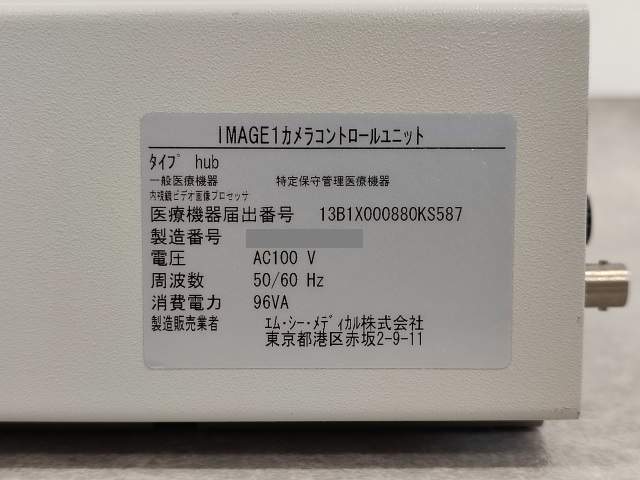 IMAGE1カメラコントロールユニット
タイプ hub
一般医療機器 特定保守管理医療機器
内視鏡ビデオ画像プロセッサ
医療機器届出番号 13B1X000880KS587
製造番号
電圧 AC100 V
周波数 50/60 Hz
消費電力 96VA
製造販売業者 エム・シー・メディカル株式会社
東京都港区赤坂2-9-11